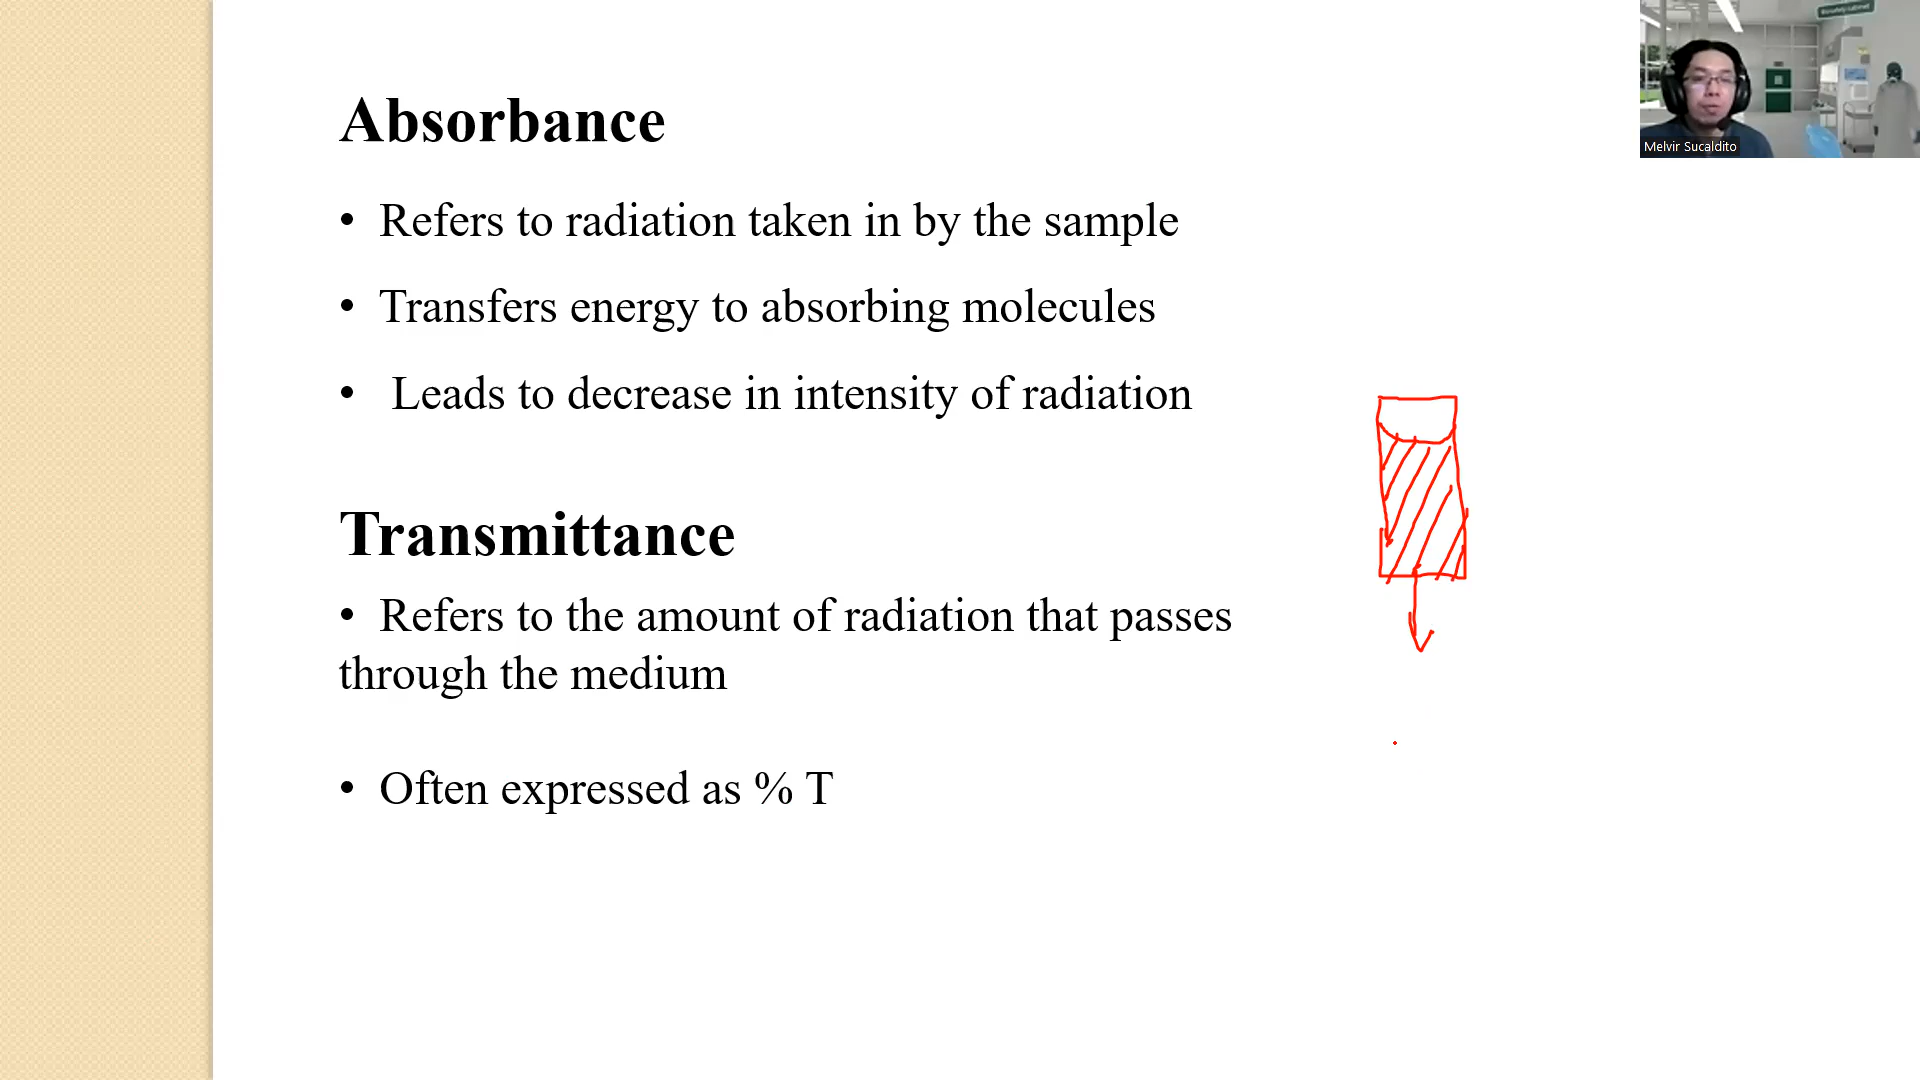 Absorbance
• Refers to radiation taken in by the sample
• Transfers energy to absorbing molecules
• Leads to decrease in intensity of radiation
Transmittance
• Refers to the amount of radiation that passes
through the medium
• Often expressed as % T
Melvir Sucaldito